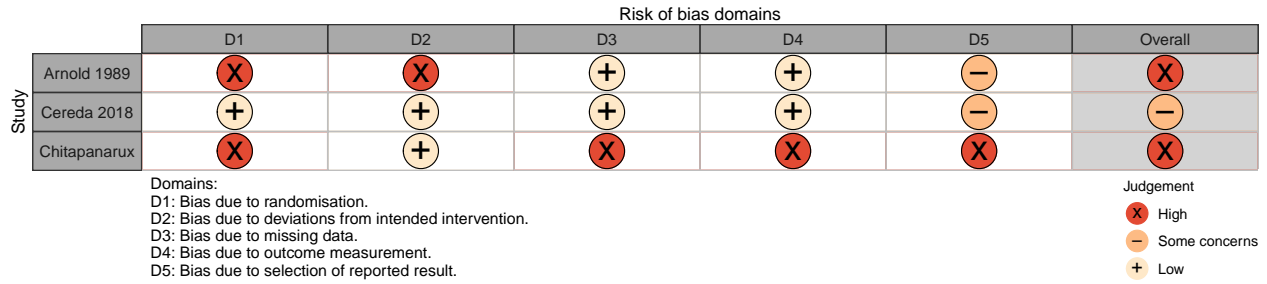 Risk of bias domains
D1 D2 D3 D4 D5 Overall
Study
Arnold 1989 X X + + − X
Cereda 2018 + + + + − −
Chitapanarux X + X X X X
Domains:
D1: Bias due to randomisation.
D2: Bias due to deviations from intended intervention.
D3: Bias due to missing data.
D4: Bias due to outcome measurement.
D5: Bias due to selection of reported result.
Judgement
X High
− Some concerns
+ Low